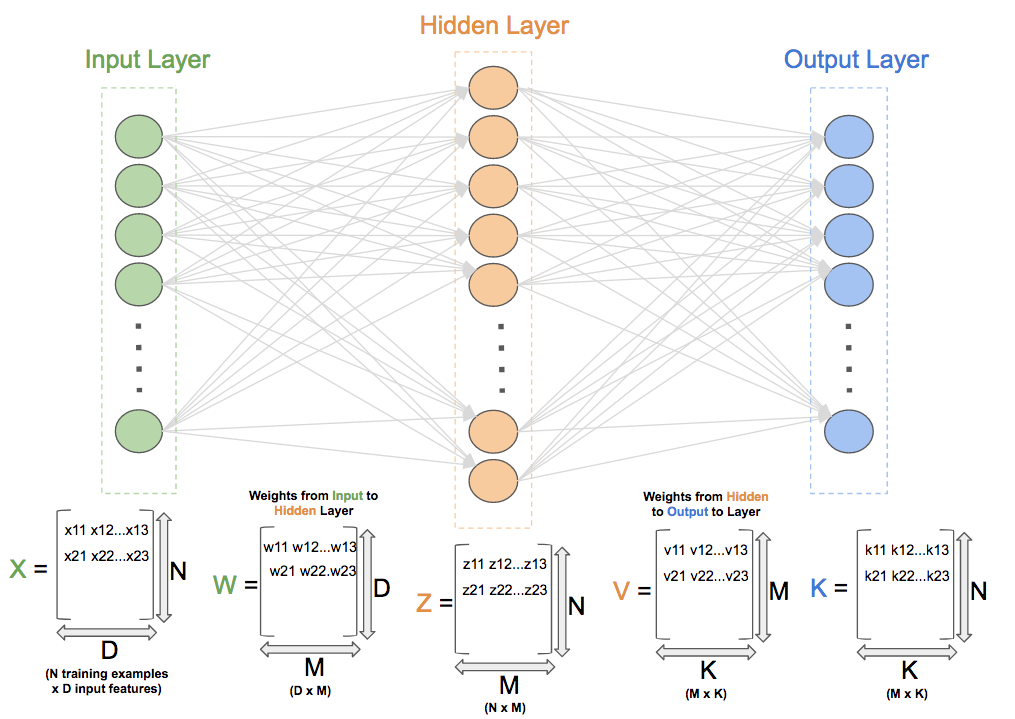 Hidden Layer
Input Layer
Output Layer
Weights from Input to
Hidden Layer
Weights from Hidden
to Output to Layer
X =
x11 x12...x13
x21 x22...x23
N
D
(N training examples
x D input features)
W =
w11 w12...w13
w21 w22.w23
D
M
(D x M)
Z =
z11 z12...z13
z21 z22...z23
N
M
(N x M)
V =
v11 v12...v13
v21 v22...v23
M
K
(M x K)
K =
k11 k12...k13
k21 k22...k23
N
K
(M x K)